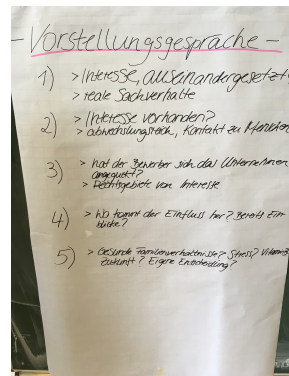 - Vorstellungsgespräche -
1) > Interesse, auseinandergesetzt
> reale Sachverhalte
2) > Interesse vorhanden?
> abwechslungsreich, Kontakt zu Menschen
3) > hat der Bewerber sich das Unternehmen
angeguckt?
> Rechtsgebiete von Interesse
4) > Wo kommt der Einfluss her? Bereits Ein-
blicke?
5) > Gesunde Familienverhältnisse? Stress?
Zukunft? Eigene Entscheidung?